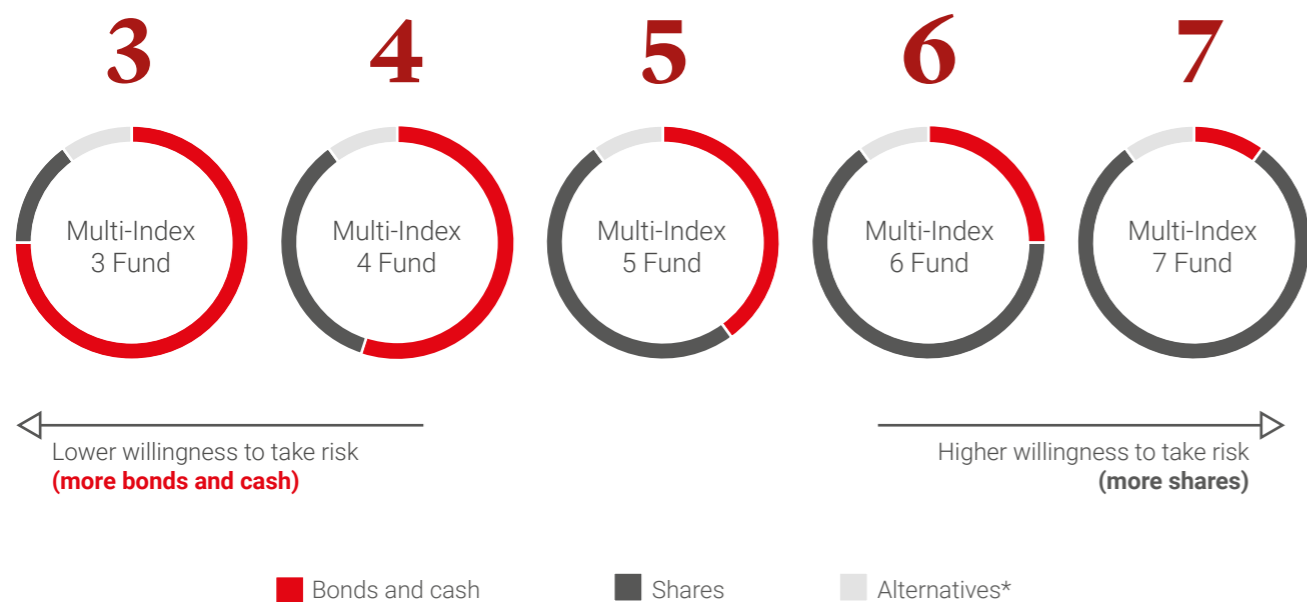 3
4
5
6
7
Multi-Index
3 Fund
Multi-Index
4 Fund
Multi-Index
5 Fund
Multi-Index
6 Fund
Multi-Index
7 Fund
Lower willingness to take risk
(more bonds and cash)
Higher willingness to take risk
(more shares)
Bonds and cash
Shares
Alternatives*